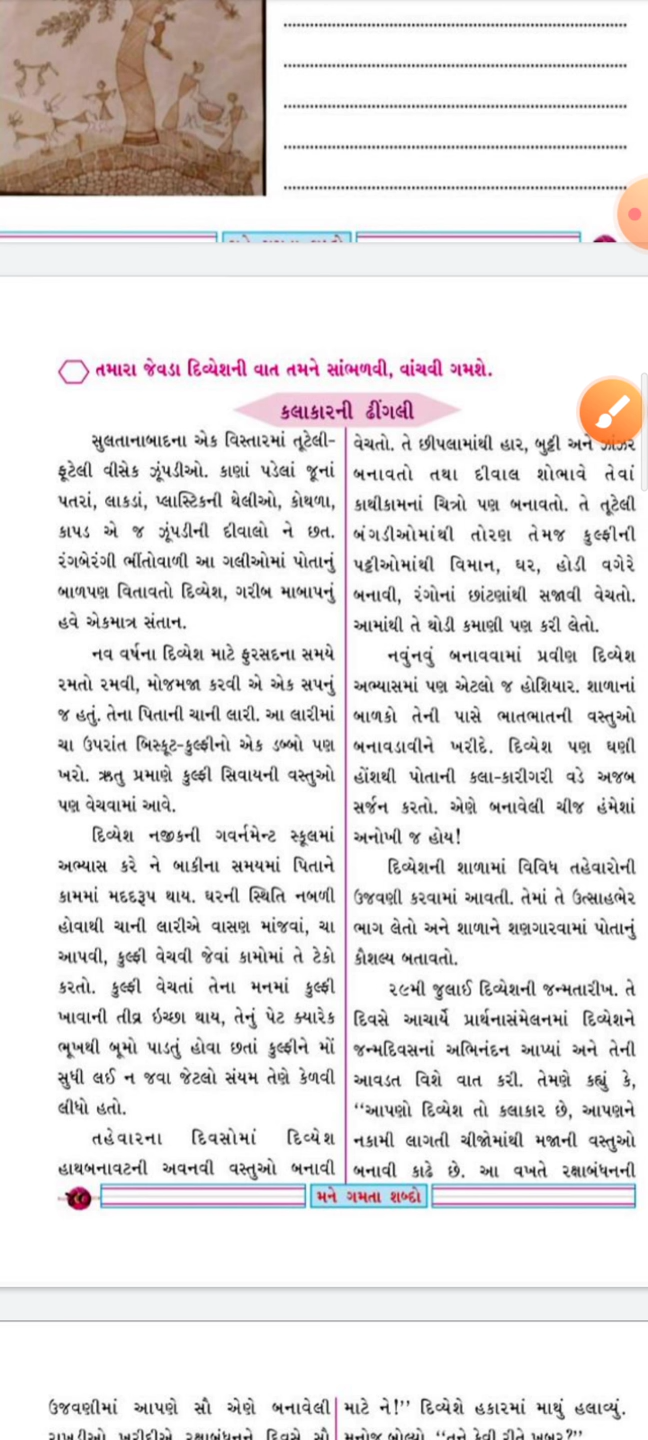 તમારા જેવડા દિવ્યેશની વાત તમને સાંભળવી, વાંચવી ગમશે.
કલાકારની ઢીંગલી
સુલતાનાબાદના એક વિસ્તારમાં તૂટેલી-
ફૂટેલી વીસેક ઝૂંપડીઓ. કાણાં પડેલાં જૂનાં
પતરાં, લાકડાં, પ્લાસ્ટિકની થેલીઓ, કોથળા,
કાપડ એ જ ઝૂંપડીની દીવાલો ને છત.
રંગબેરંગી ભીંતોવાળી આ ગલીઓમાં પોતાનું
બાળપણ વિતાવતો દિવ્યેશ, ગરીબ માબાપનું
હવે એકમાત્ર સંતાન.
નવ વર્ષના દિવ્યેશ માટે ફુરસદના સમયે
રમતો રમવી, મોજમજા કરવી એ એક સપનું
જ હતું. તેના પિતાની ચાની લારી. આ લારીમાં
ચા ઉપરાંત બિસ્કૂટ-કુલ્ફીનો એક ડબ્બો પણ
ખરો. ઋતુ પ્રમાણે કુલ્ફી સિવાયની વસ્તુઓ
પણ વેચવામાં આવે.
દિવ્યેશ નજીકની ગવર્નમેન્ટ સ્કૂલમાં
અભ્યાસ કરે ને બાકીના સમયમાં પિતાને
કામમાં મદદરૂપ થાય. ઘરની સ્થિતિ નબળી
હોવાથી ચાની લારીએ વાસણ માંજવાં, ચા
આપવી, કુલ્ફી વેચવી જેવાં કામોમાં તે ટેકો
કરતો. કુલ્ફી વેચતાં તેના મનમાં કુલ્ફી
ખાવાની તીવ્ર ઇચ્છા થાય, તેનું પેટ ક્યારેક
ભૂખથી બૂમો પાડતું હોવા છતાં કુલ્ફીને મોં
સુધી લઈ ન જવા જેટલો સંયમ તેણે કેળવી
લીધો હતો.
તહેવારના દિવસોમાં દિવ્યેશ
હાથબનાવટની અવનવી વસ્તુઓ બનાવી
વેચતો. તે છીપલામાંથી હાર, બુટ્ટી અને ઝાંઝર
બનાવતો તથા દીવાલ શોભાવે તેવાં
કાથીકામનાં ચિત્રો પણ બનાવતો. તે તૂટેલી
બંગડીઓમાંથી તોરણ તેમજ કુલ્ફીની
પટ્ટીઓમાંથી વિમાન, ઘર, હોડી વગેરે
બનાવી, રંગોનાં છાંટણાંથી સજાવી વેચતો.
આમાંથી તે થોડી કમાણી પણ કરી લેતો.
નવુંનવું બનાવવામાં પ્રવીણ દિવ્યેશ
અભ્યાસમાં પણ એટલો જ હોશિયાર. શાળાનાં
બાળકો તેની પાસે ભાતભાતની વસ્તુઓ
બનાવડાવીને ખરીદે. દિવ્યેશ પણ ઘણી
હોંશથી પોતાની કલા-કારીગરી વડે અજબ
સર્જન કરતો. એણે બનાવેલી ચીજ હંમેશાં
અનોખી જ હોય!
દિવ્યેશની શાળામાં વિવિધ તહેવારોની
ઉજવણી કરવામાં આવતી. તેમાં તે ઉત્સાહભેર
ભાગ લેતો અને શાળાને શણગારવામાં પોતાનું
કૌશલ્ય બતાવતો.
૨૯મી જુલાઈ દિવ્યેશની જન્મતારીખ. તે
દિવસે આચાર્યે પ્રાર્થનાસંમેલનમાં દિવ્યેશને
જન્મદિવસનાં અભિનંદન આપ્યાં અને તેની
આવડત વિશે વાત કરી. તેમણે કહ્યું કે,
“આપણો દિવ્યેશ તો કલાકાર છે, આપણને
નકામી લાગતી ચીજોમાંથી મજાની વસ્તુઓ
બનાવી કાઢે છે. આ વખતે રક્ષાબંધનની
મને ગમતા શબ્દો
ઉજવણીમાં આપણે સૌ એણે બનાવેલી
માટે ને!” દિવ્યેશે હકારમાં માથું હલાવ્યું.